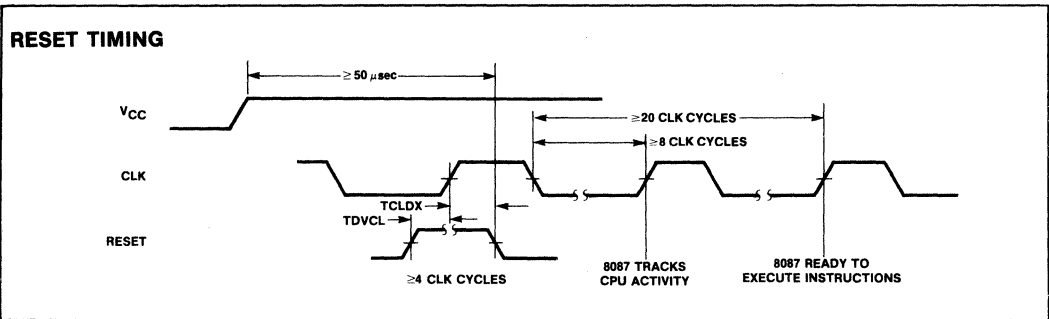 RESET TIMING
≥ 50 μsec
VCC
≥20 CLK CYCLES
≥8 CLK CYCLES
CLK
TCLDX
TDVCL
RESET
≥4 CLK CYCLES
8087 TRACKS
CPU ACTIVITY
8087 READY TO
EXECUTE INSTRUCTIONS